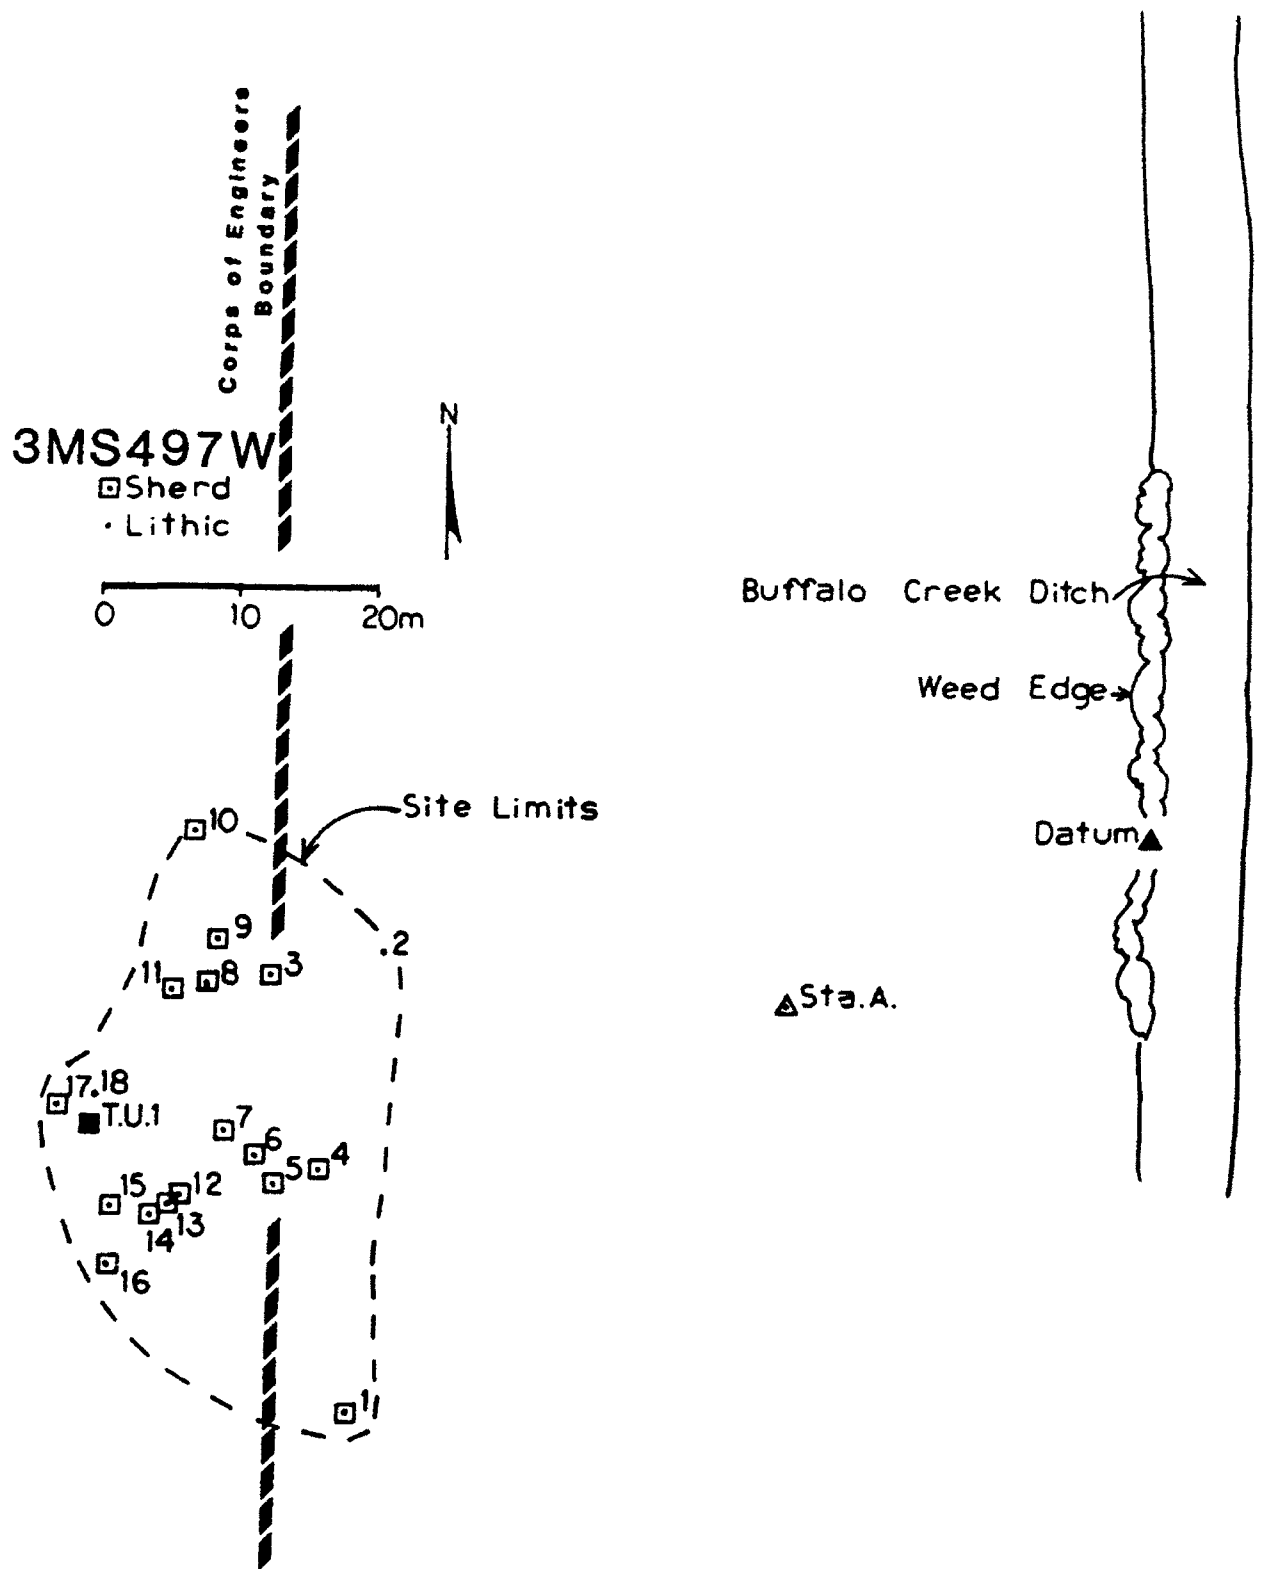 Corps of Engineers
Boundary
3MS497W
Sherd
Lithic
N
0 10 20m
Buffalo Creek Ditch
Weed Edge
Site Limits
10
Datum
9
.2
11 8 3
Sta.A.
17 .18
T.U.1
7
6
5 4
15 12
14 13
16
1